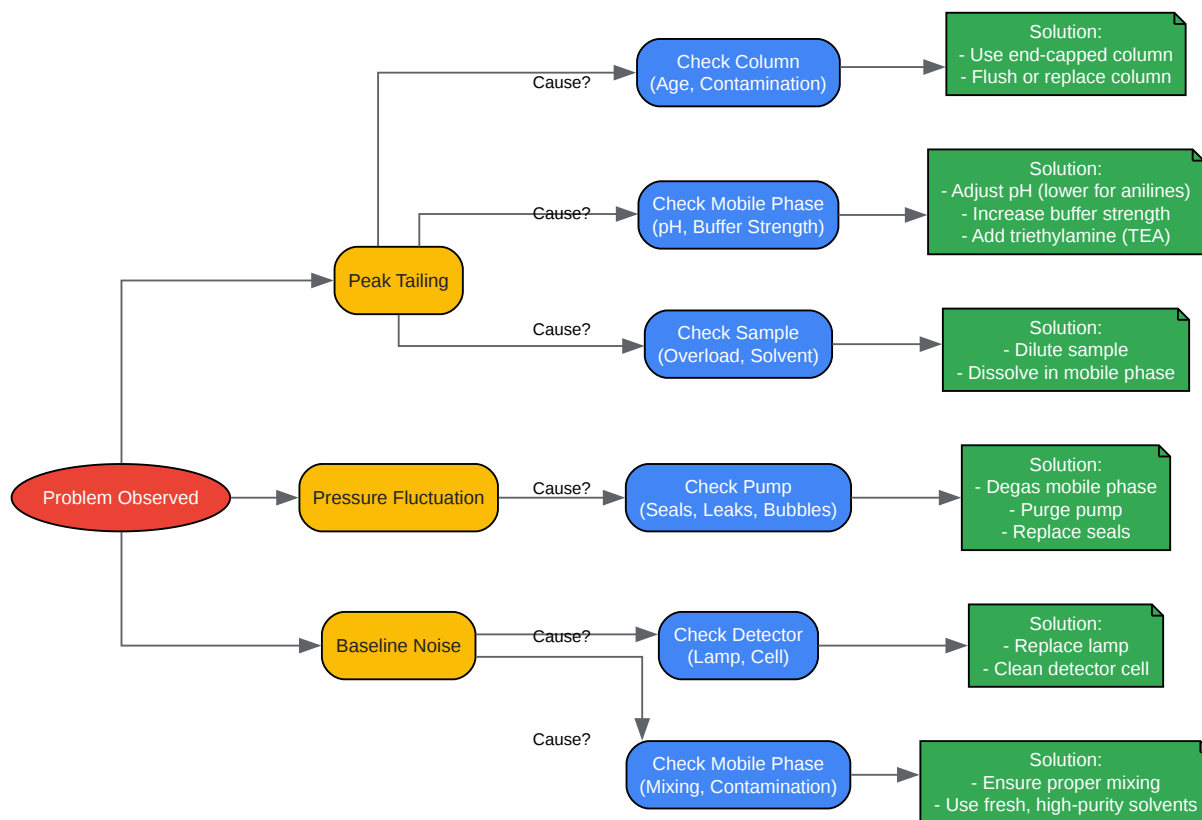 Problem Observed
Peak Tailing
Cause?
Check Column
(Age, Contamination)
Solution:
- Use end-capped column
- Flush or replace column
Cause?
Check Mobile Phase
(pH, Buffer Strength)
Solution:
- Adjust pH (lower for anilines)
- Increase buffer strength
- Add triethylamine (TEA)
Cause?
Check Sample
(Overload, Solvent)
Solution:
- Dilute sample
- Dissolve in mobile phase
Pressure Fluctuation
Cause?
Check Pump
(Seals, Leaks, Bubbles)
Solution:
- Degas mobile phase
- Purge pump
- Replace seals
Baseline Noise
Cause?
Check Detector
(Lamp, Cell)
Solution:
- Replace lamp
- Clean detector cell
Cause?
Check Mobile Phase
(Mixing, Contamination)
Solution:
- Ensure proper mixing
- Use fresh, high-purity solvents